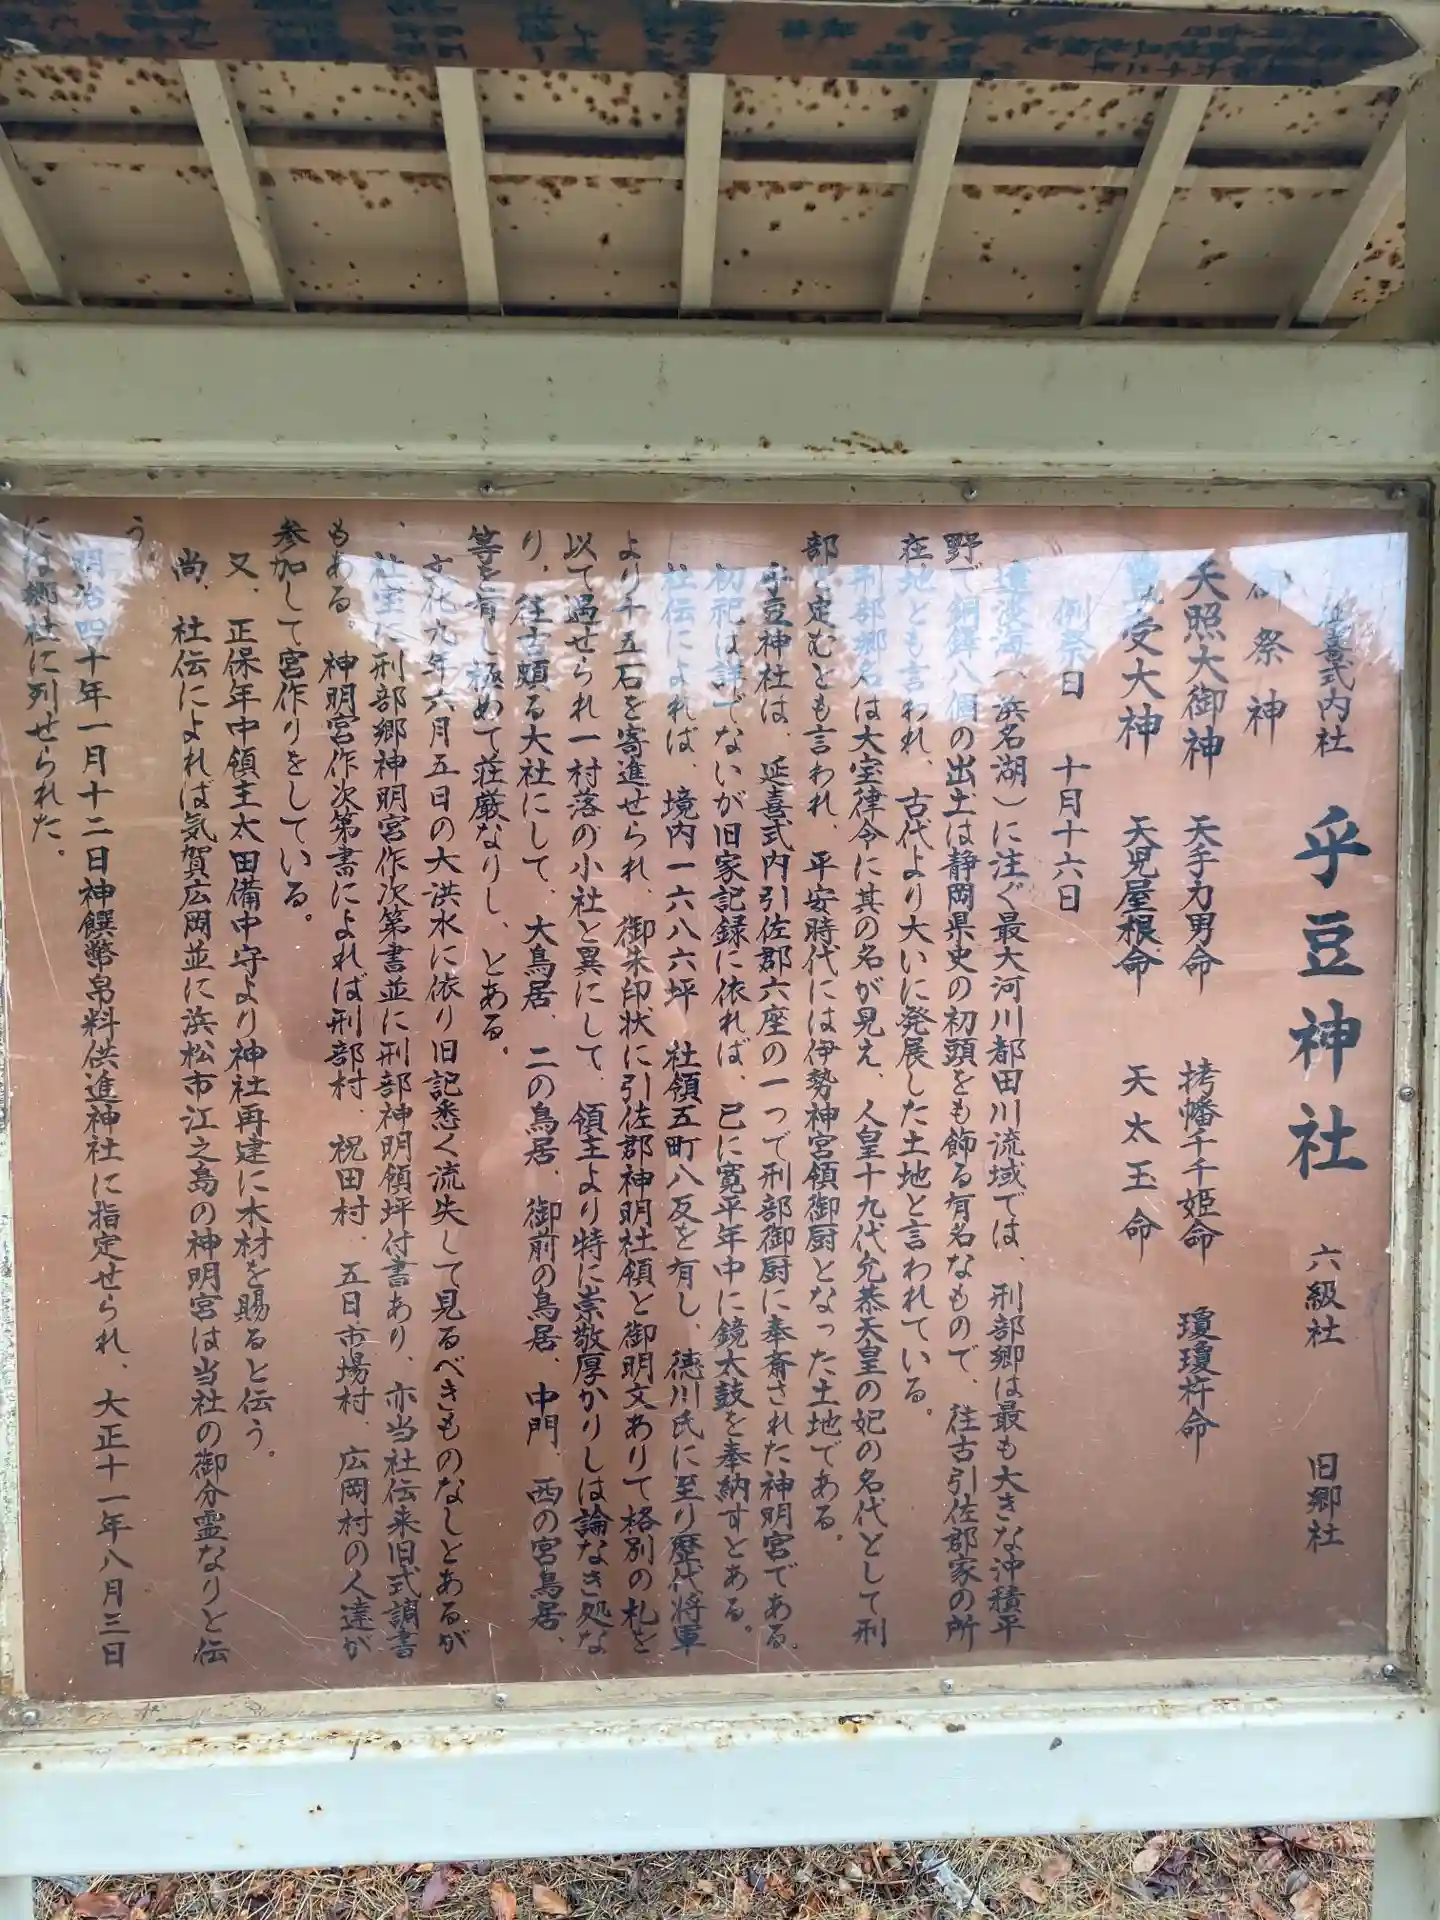 延喜式内社 乎豆神社 六級社 旧郷社
御祭神
天照大御神 天手力男命 栲幡千千姫命 瓊瓊杵命
豊受大神 天児屋根命 天太玉命
例祭日 十月十六日
遠淡海(浜名湖)に注ぐ最大河川都田川流域では、刑部郷は最も大きな沖積平
野で銅鐸八個の出土は静岡県史の初頭をも飾る有名なもので、往古引佐郡家の所
在地とも言われ、古代より大いに発展した土地と言われている。
刑部郷名は大宝律令に其の名が見え、人皇十九代允恭天皇の妃の名代として刑
部と定むとも言われ、平安時代には伊勢神宮領御厨となった土地である。
乎豆神社は、延喜式内引佐郡六座の一つで刑部御厨に奉斎された神明宮である。
初祀は詳でないが旧家記録に依れば、已に寛平年中に鏡太鼓を奉納すとある。
社伝によれば、境内一六八六坪 社領五町八反を有し、徳川氏に至り歴代将軍
より十五石を寄進せられ、御朱印状に引佐郡神明社領と御明文ありて格別の札を
以て過せられ一村落の小社と異にして、領主より特に崇敬厚かりしは論なき処な
り、往古頗る大社にして、大鳥居、二の鳥居、御前の鳥居、中門、西の宮鳥居、
等を有し極めて荘厳なりし、とある。
文化九年六月五日の大洪水に依り旧記悉く流失して見るべきものなしとあるが
、社宝に刑部郷神明宮作次第書並に刑部神明領坪付書あり、亦当社伝来旧式調書
もある。神明宮作次第書によれば刑部村、祝田村、五日市場村、広岡村の人達が
参加して宮作りをしている。
又、正保年中領主太田備中守より神社再建に木材を賜ると伝う。
尚、社伝によれば気賀広岡並に浜松市江之島の神明宮は当社の御分霊なりと伝
う。
明治四十年一月十二日神饌幣帛料供進神社に指定せられ、大正十一年八月三日
には郷社に列せられた。